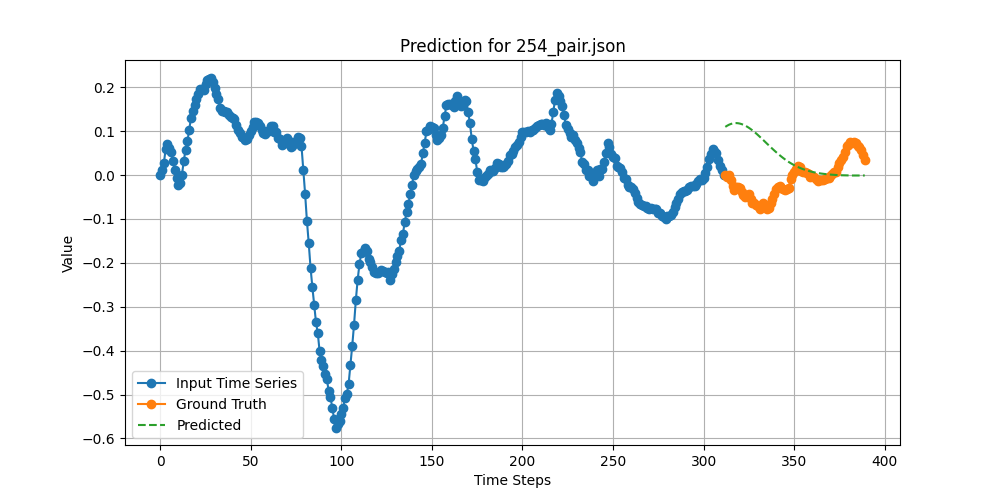 Prediction for 254_pair.json
Value
0.2
0.1
0.0
−0.1
−0.2
−0.3
−0.4
−0.5
−0.6
Input Time Series
Ground Truth
Predicted
0 50 100 150 200 250 300 350 400
Time Steps